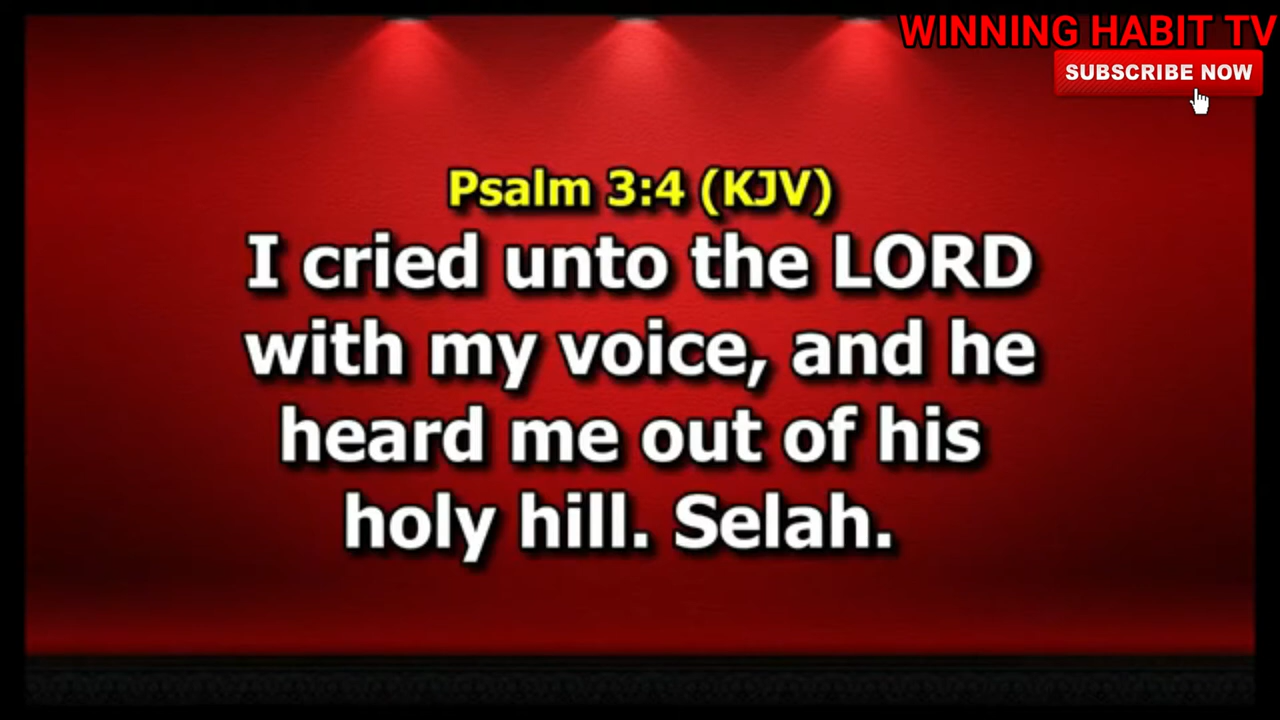 WINNING HABIT TV
SUBSCRIBE NOW
Psalm 3:4 (KJV)
I cried unto the LORD
with my voice, and he
heard me out of his
holy hill. Selah.